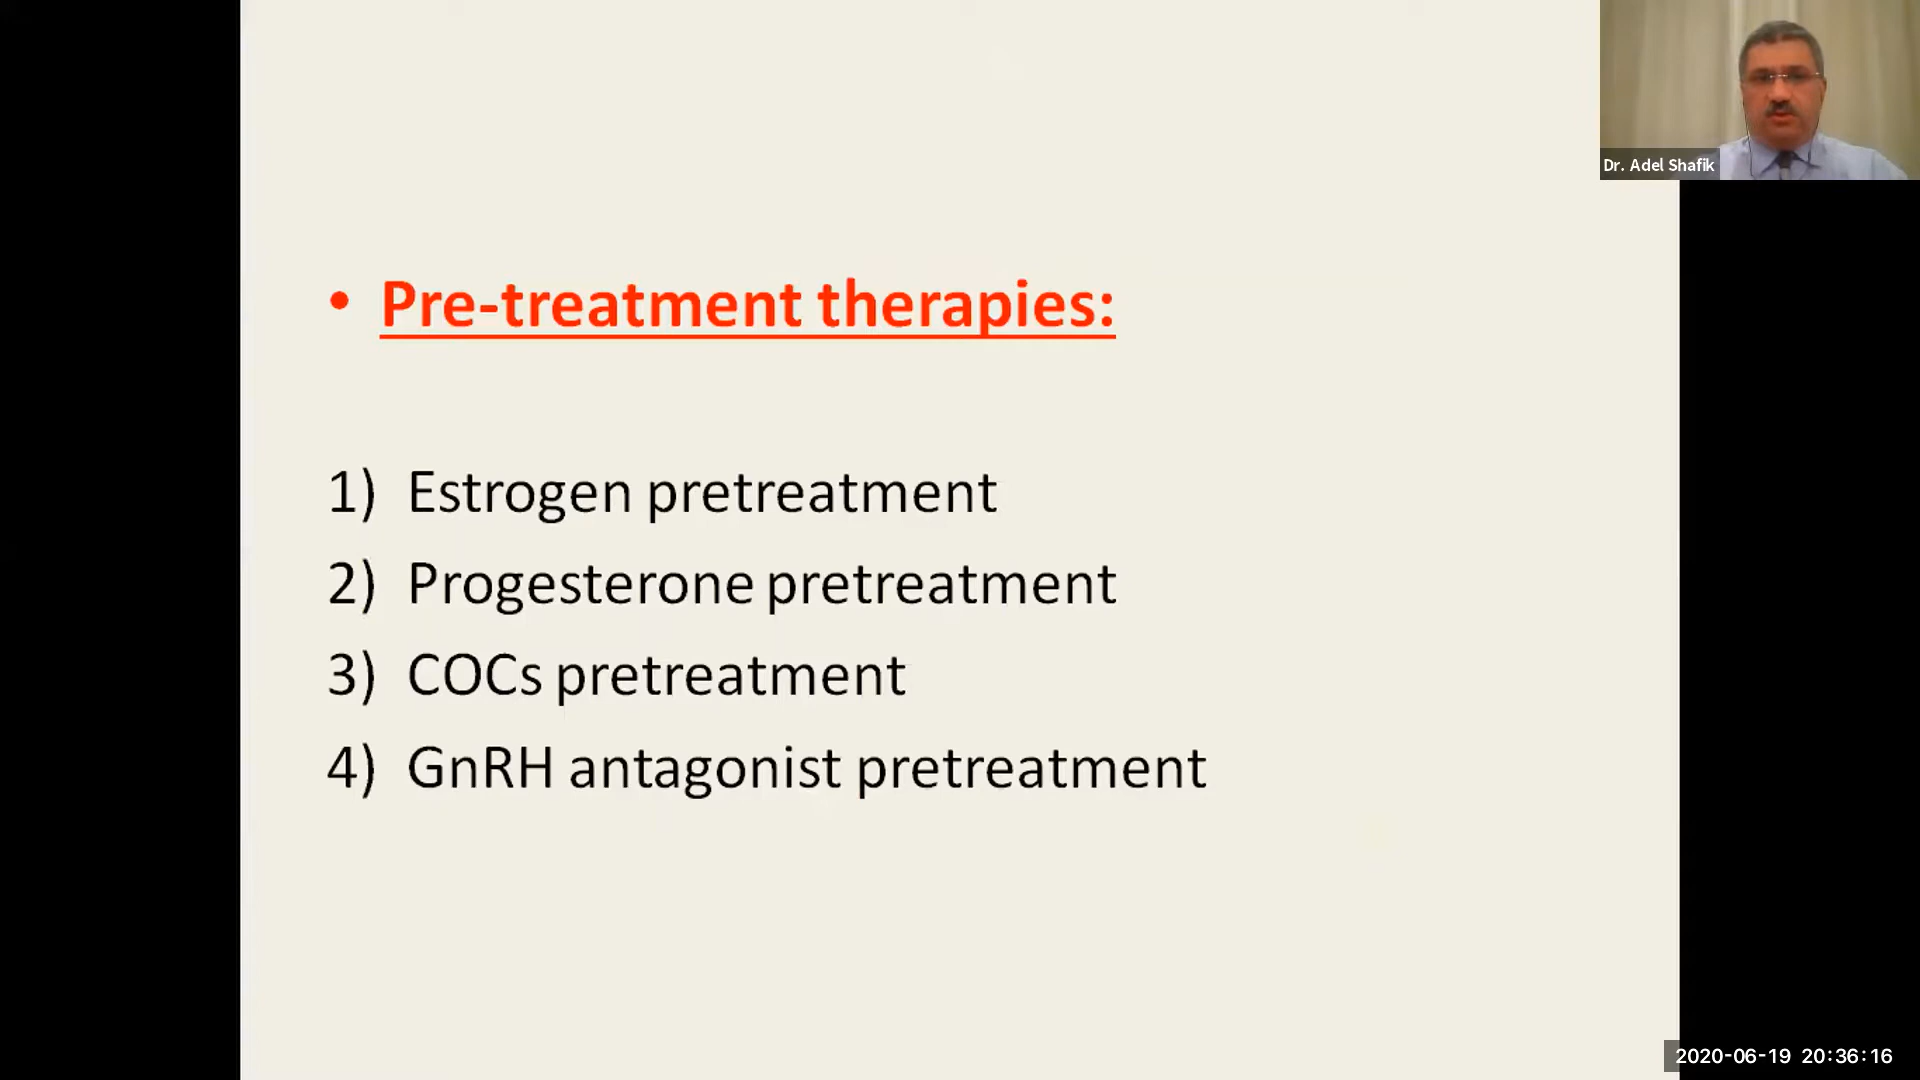 Dr. Adel Shafik
• Pre-treatment therapies:
1) Estrogen pretreatment
2) Progesterone pretreatment
3) COCs pretreatment
4) GnRH antagonist pretreatment
2020-06-19 20:36:16